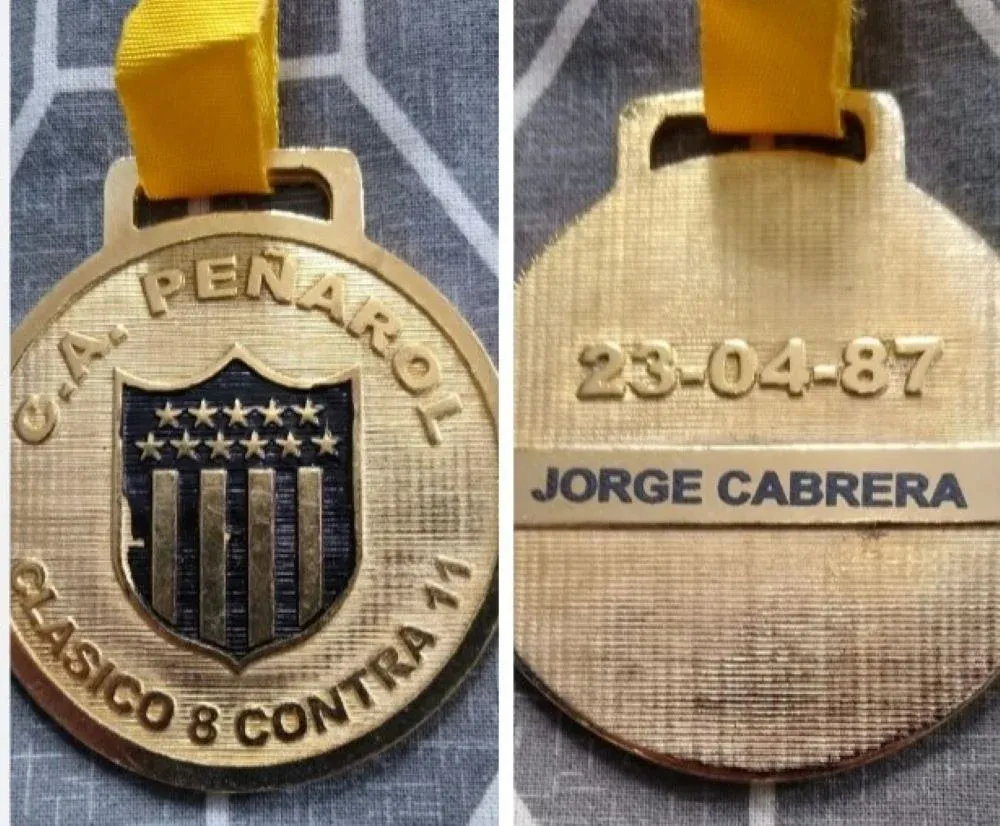 C.A. PEÑAROL
CLASICO 8 CONTRA 11
23-04-87
JORGE CABRERA